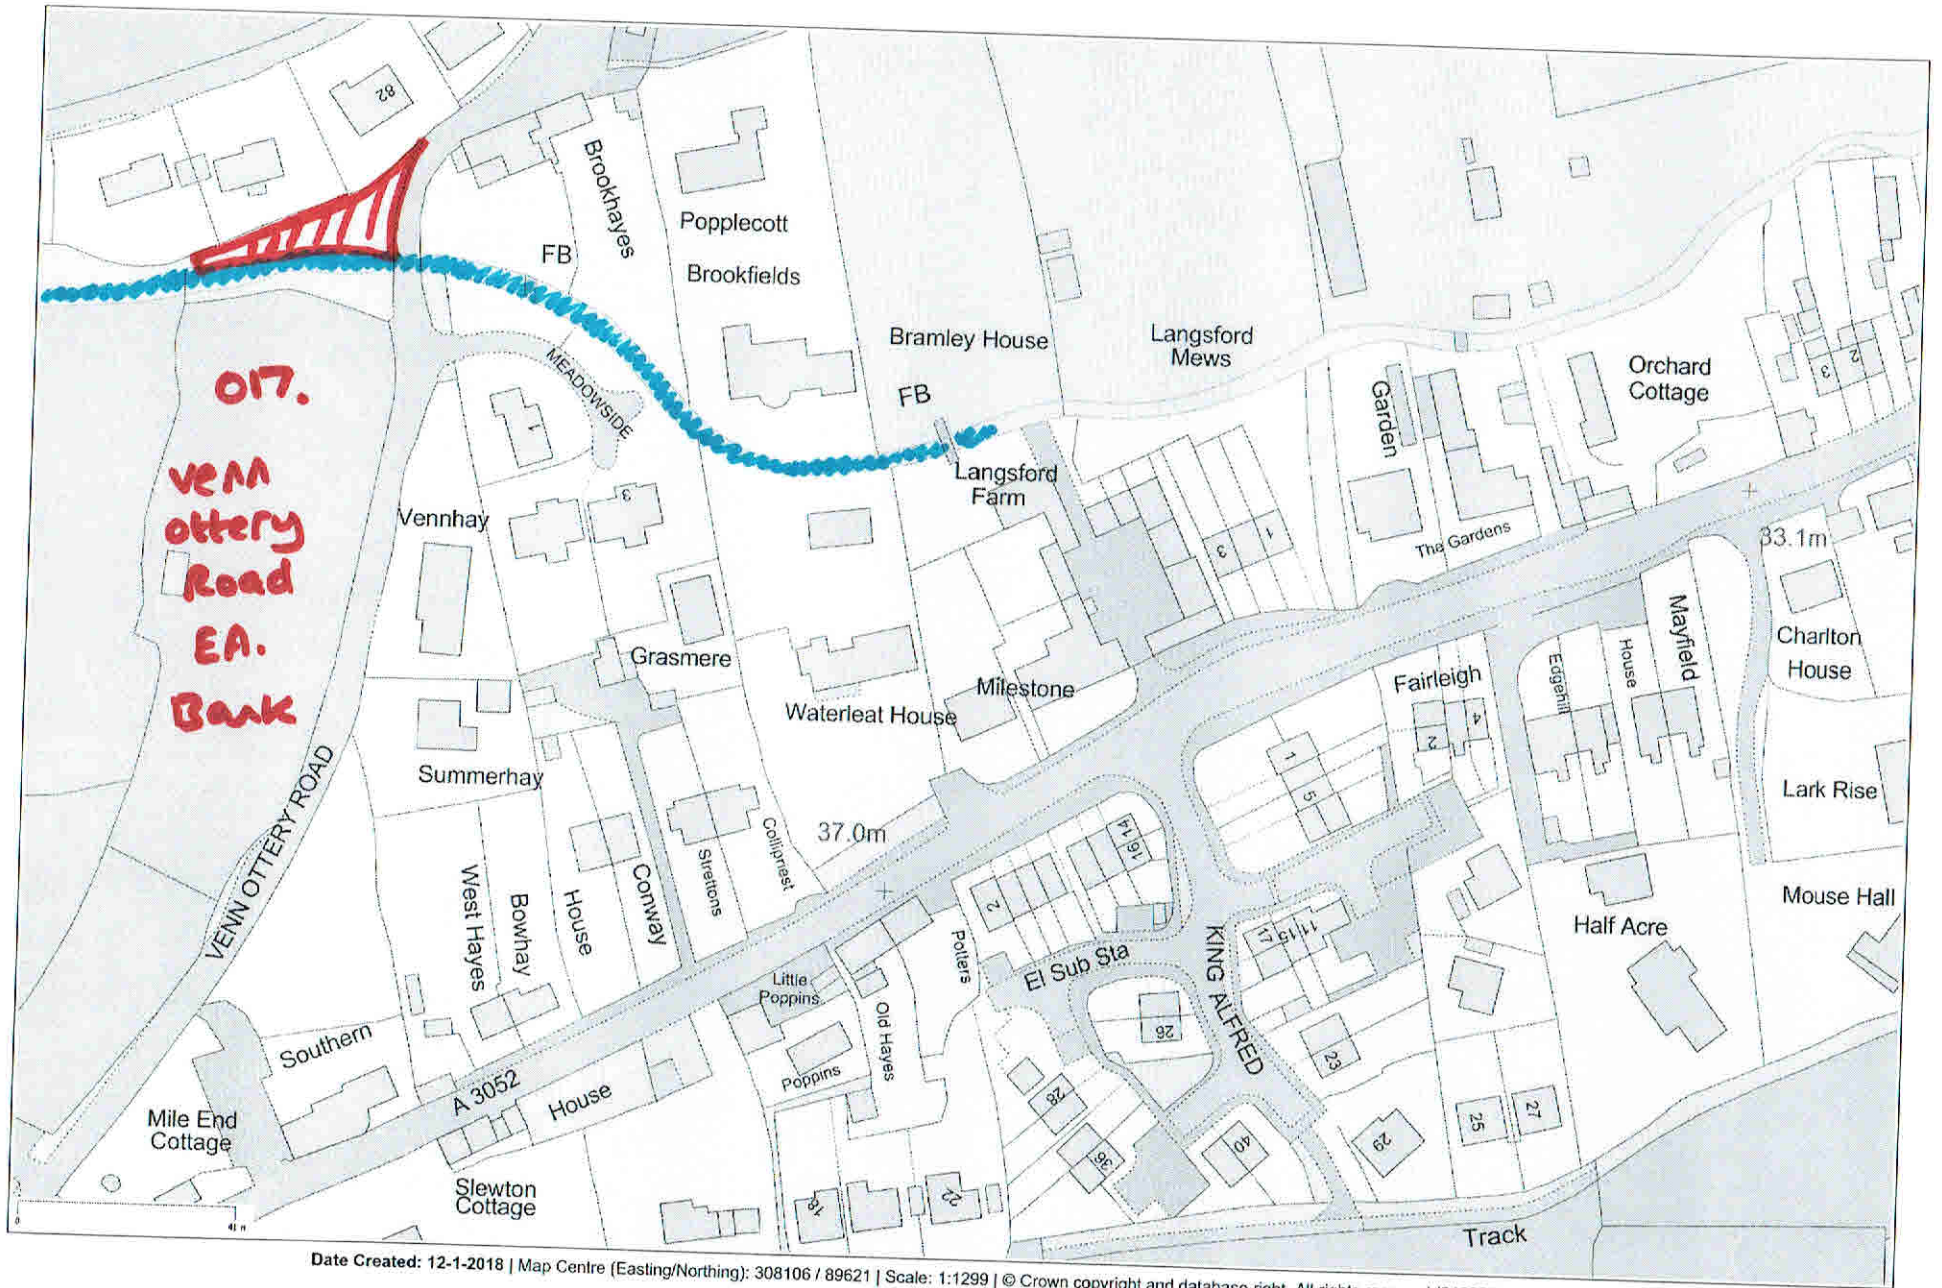 82
Brookhayes
Popplecott
FB
Brookfields
Bramley House
Langsford
Mews
Orchard
Cottage
2
3
MEADOWSIDE
Garden
FB
O17.
Venn
Ottery
Road
EA.
Bank
1
Langsford
Farm
3
Vennhay
The Gardens
33.1m
1
3
Grasmere
Mayfield
House
Edgehill
Charlton
House
Fairleigh
Milestone
Waterleat House
4
2
Summerhay
1
5
Lark Rise
VENN OTTERY ROAD
37.0m
Collipriest
Strettons
16 14
West Hayes
Bowhay
House
Conway
2
Mouse Hall
Half Acre
17
15
11
Potters
El Sub Sta
KING ALFRED
Little
Poppins
Old Hayes
26
Southern
Poppins
23
A 3052
House
28
Mile End
Cottage
25
27
29
40
36
Slewton
Cottage
18
22
0
41 m
Track
Date Created: 12-1-2018 | Map Centre (Easting/Northing): 308106 / 89621 | Scale: 1:1299 | © Crown copyright and database right. All rights